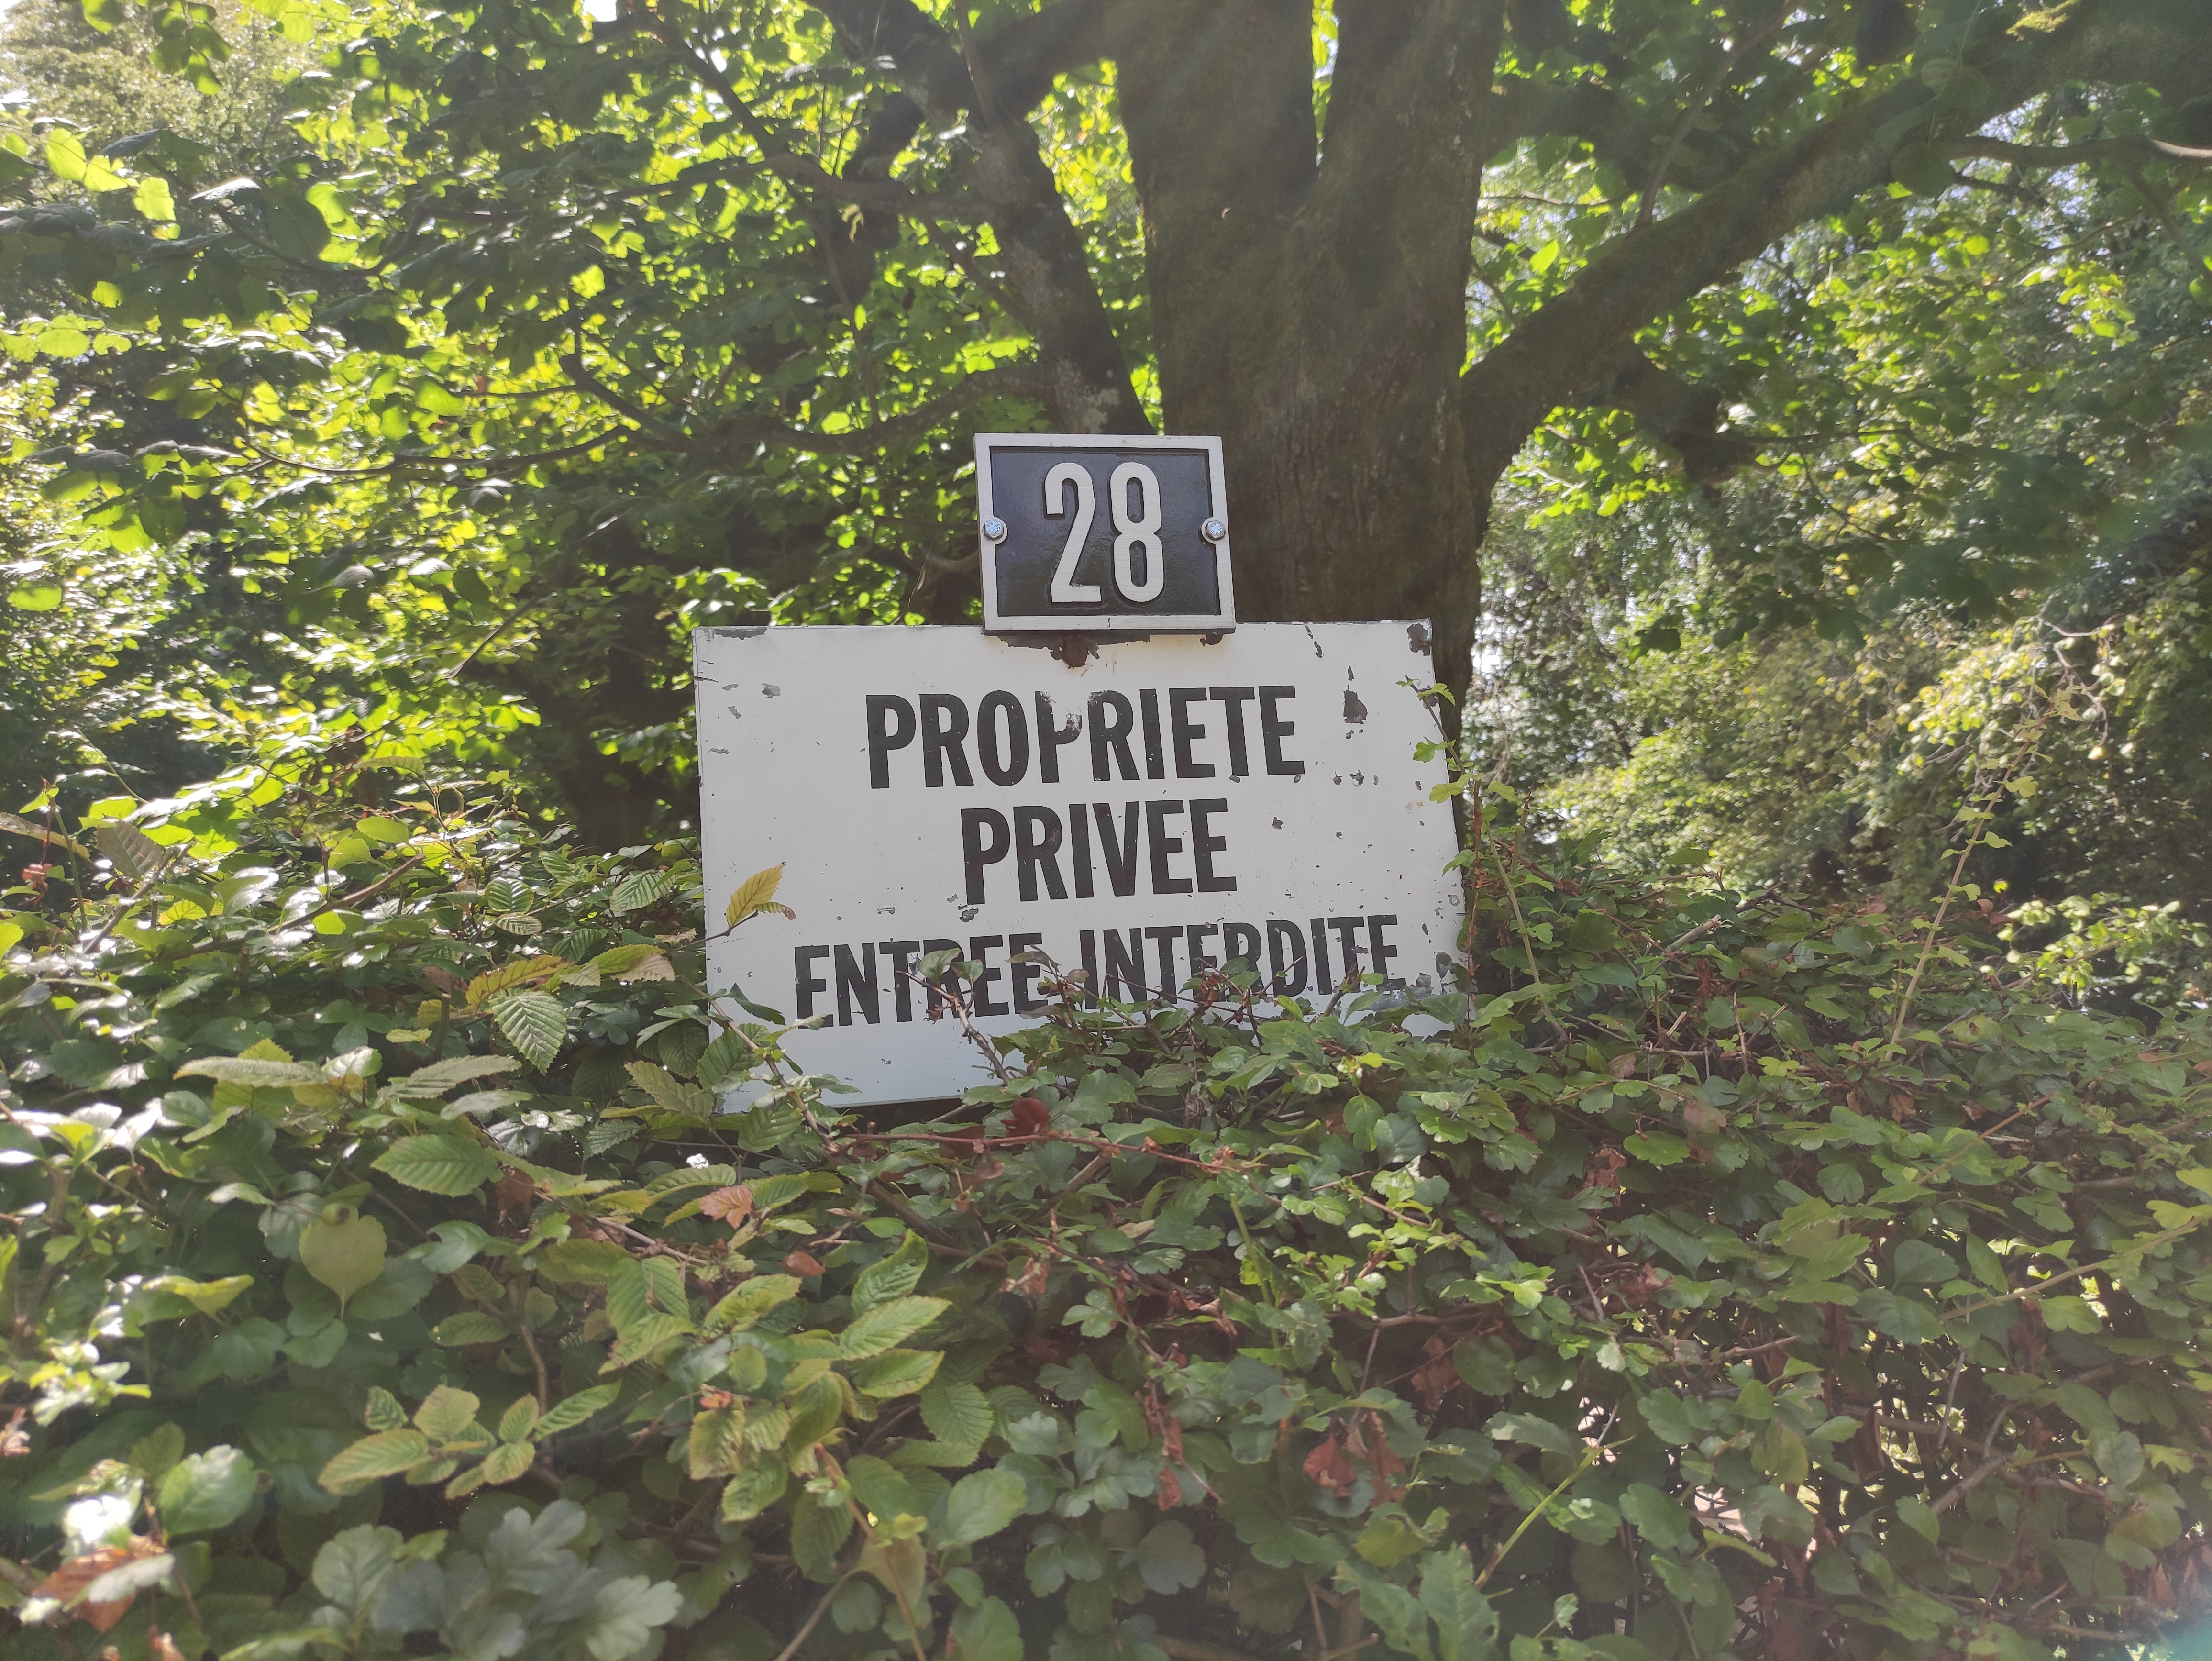 28
PROPRIETE
PRIVEE
ENTREE INTERDITE